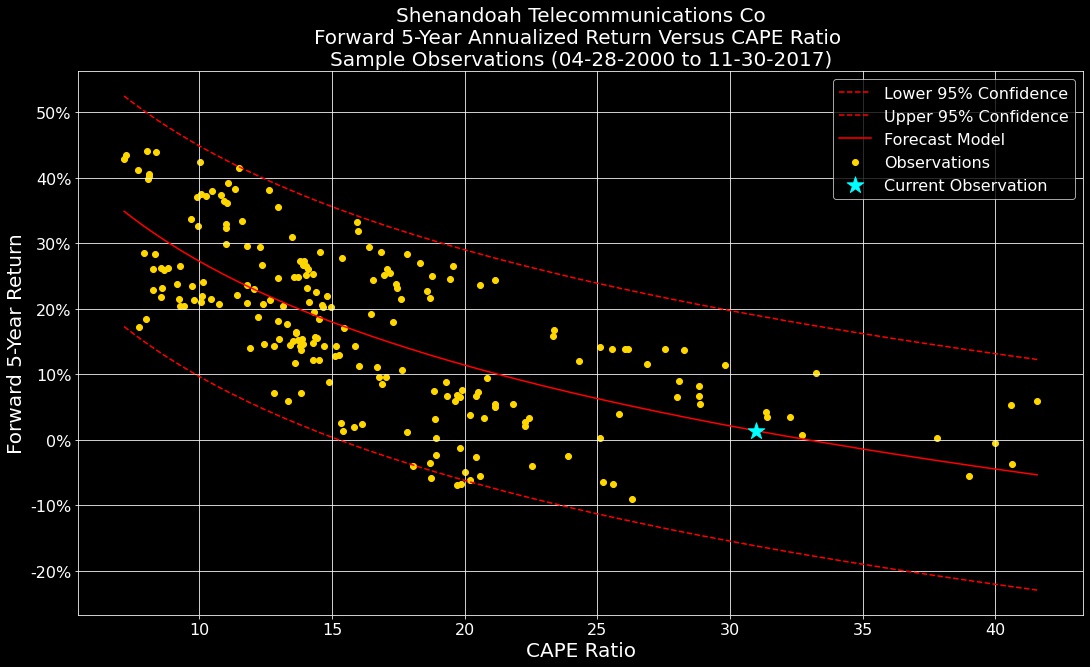 Shenandoah Telecommunications Co
Forward 5-Year Annualized Return Versus CAPE Ratio
Sample Observations (04-28-2000 to 11-30-2017)
Lower 95% Confidence
Upper 95% Confidence
Forecast Model
Observations
Current Observation
Forward 5-Year Return
50%
40%
30%
20%
10%
0%
-10%
-20%
10 15 20 25 30 35 40
CAPE Ratio